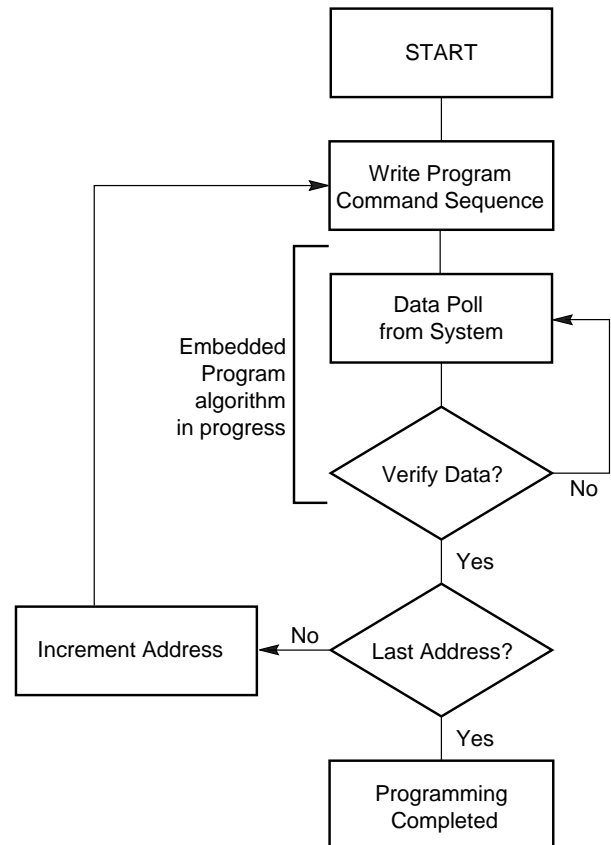 START
Write Program
Command Sequence
Data Poll
from System
Embedded
Program
algorithm
in progress
Verify Data?
No
Yes
No
Increment Address
Last Address?
Yes
Programming
Completed